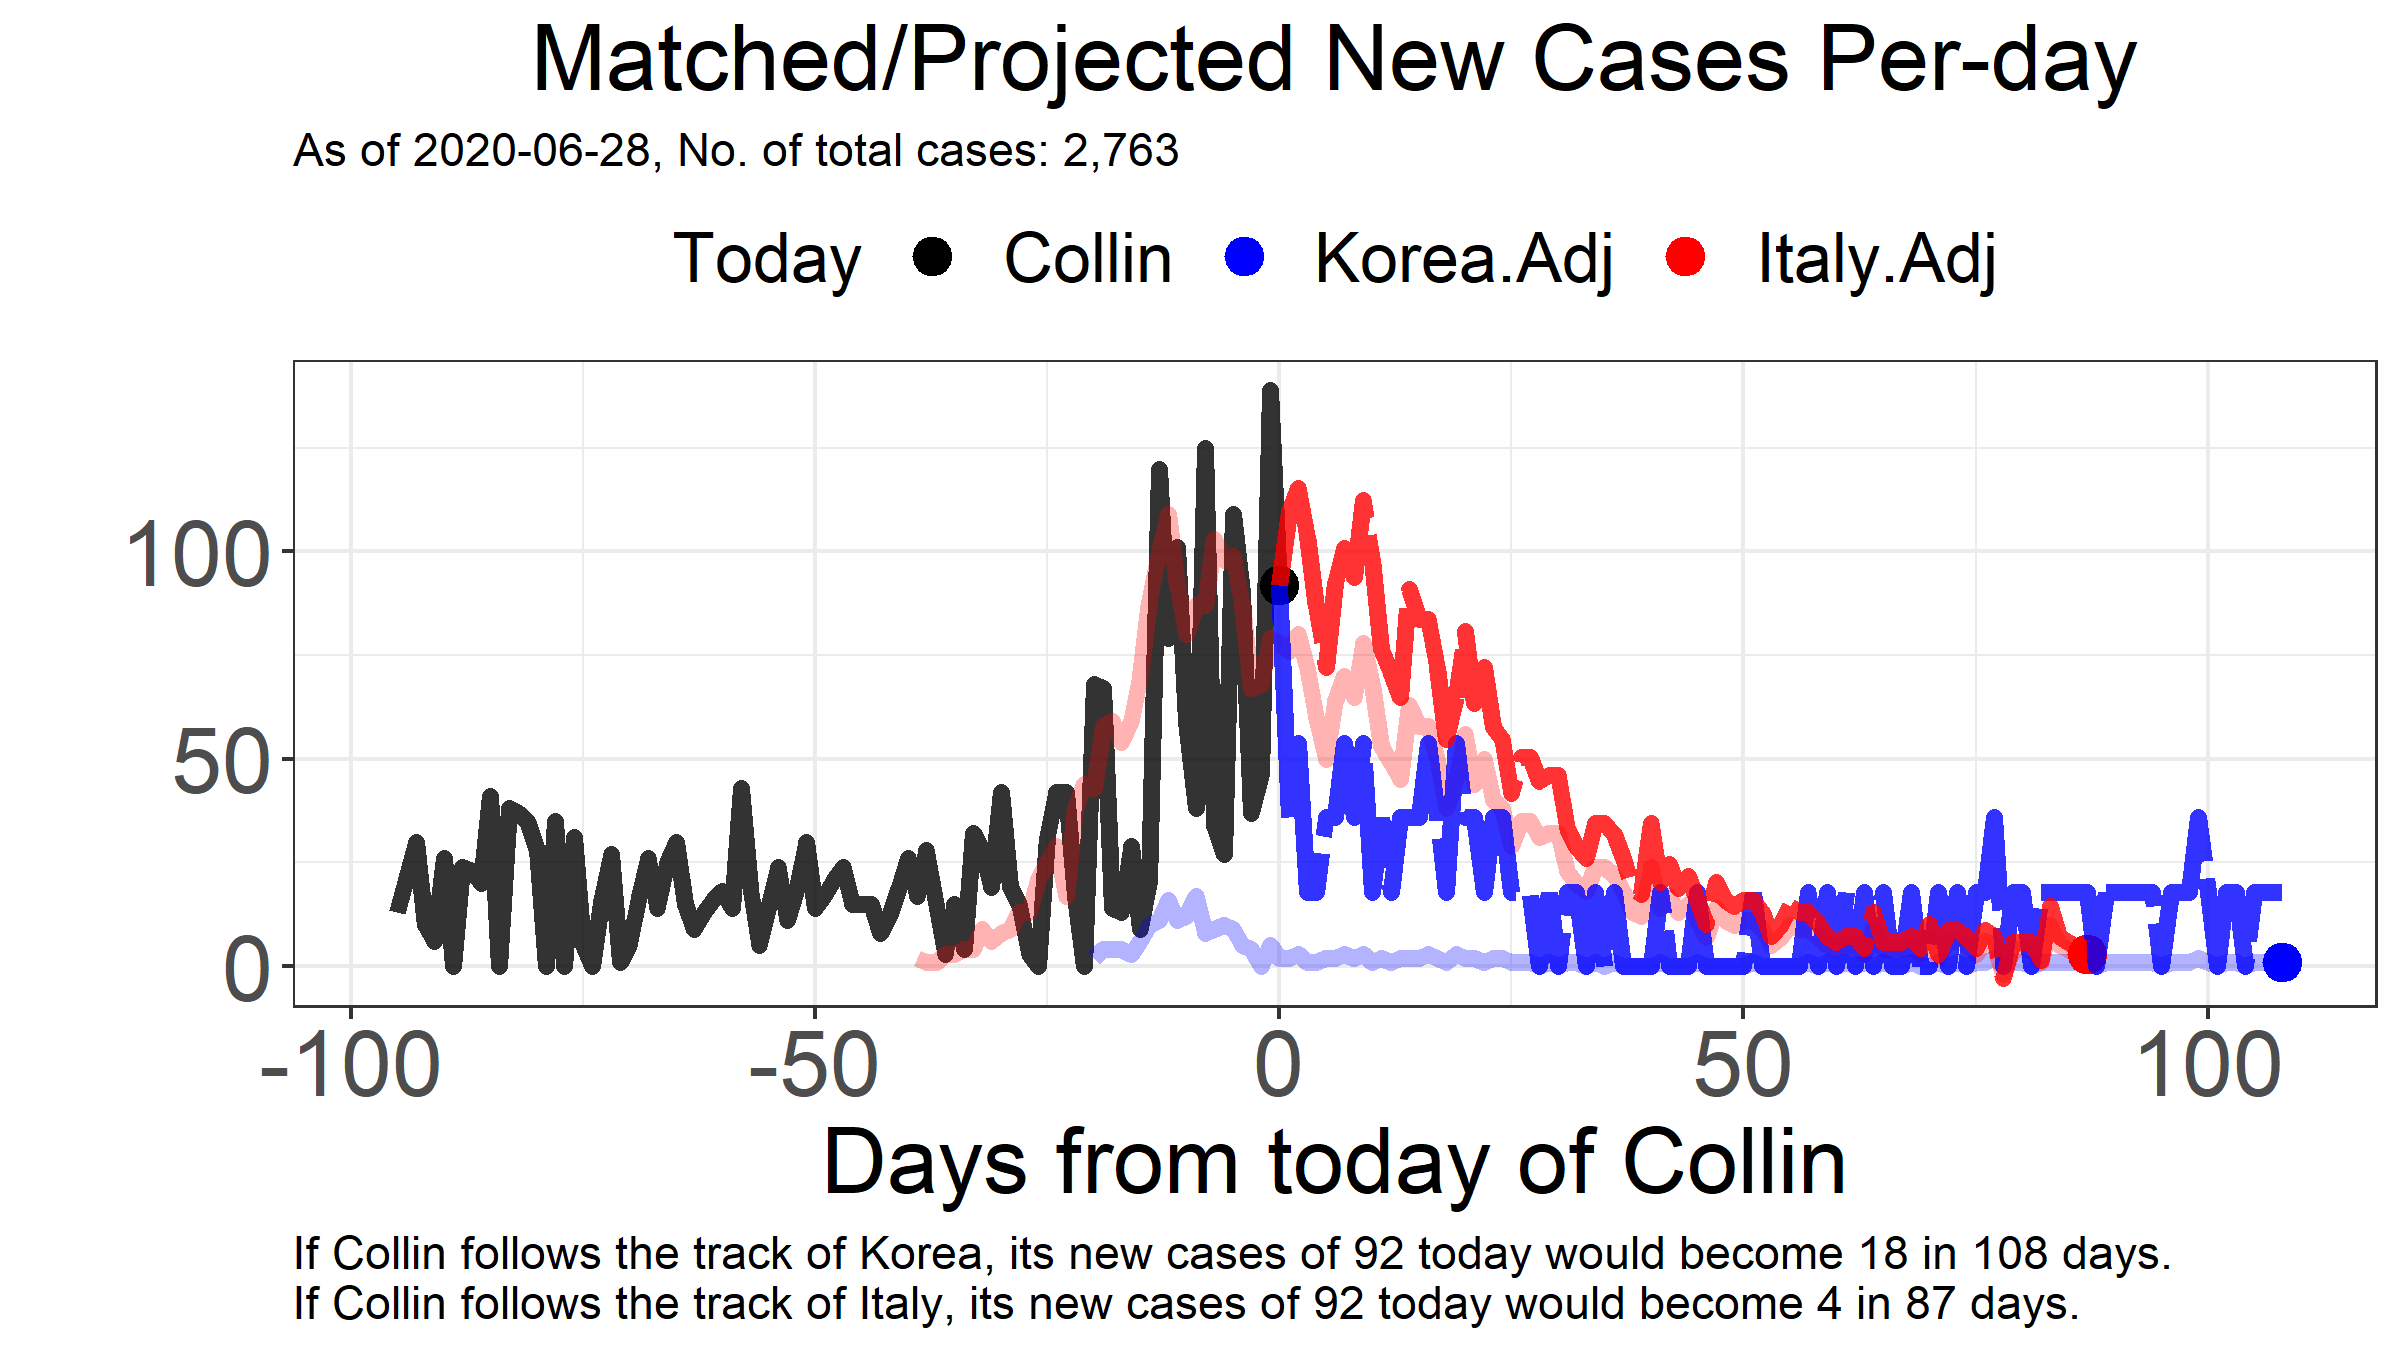 Matched/Projected New Cases Per-day
As of 2020-06-28, No. of total cases: 2,763
Today Collin Korea.Adj Italy.Adj
100
50
0
-100 -50 0 50 100
Days from today of Collin
If Collin follows the track of Korea, its new cases of 92 today would become 18 in 108 days.
If Collin follows the track of Italy, its new cases of 92 today would become 4 in 87 days.